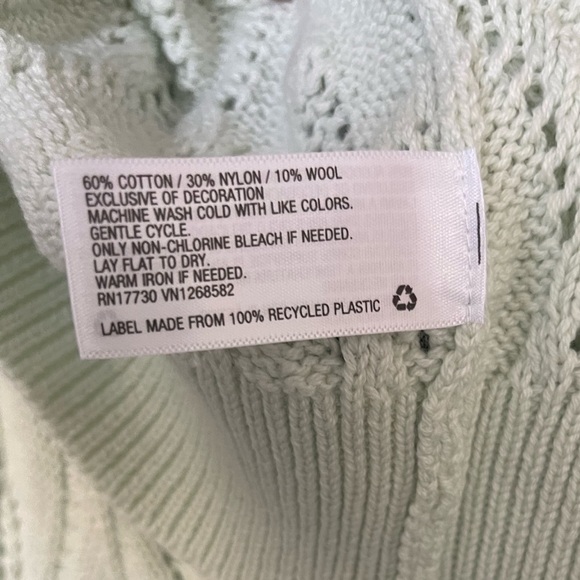 60% COTTON / 30% NYLON / 10% WOOL
EXCLUSIVE OF DECORATION
MACHINE WASH COLD WITH LIKE COLORS.
GENTLE CYCLE.
ONLY NON-CHLORINE BLEACH IF NEEDED.
LAY FLAT TO DRY.
WARM IRON IF NEEDED.
RN17730 VN1268582
LABEL MADE FROM 100% RECYCLED PLASTIC